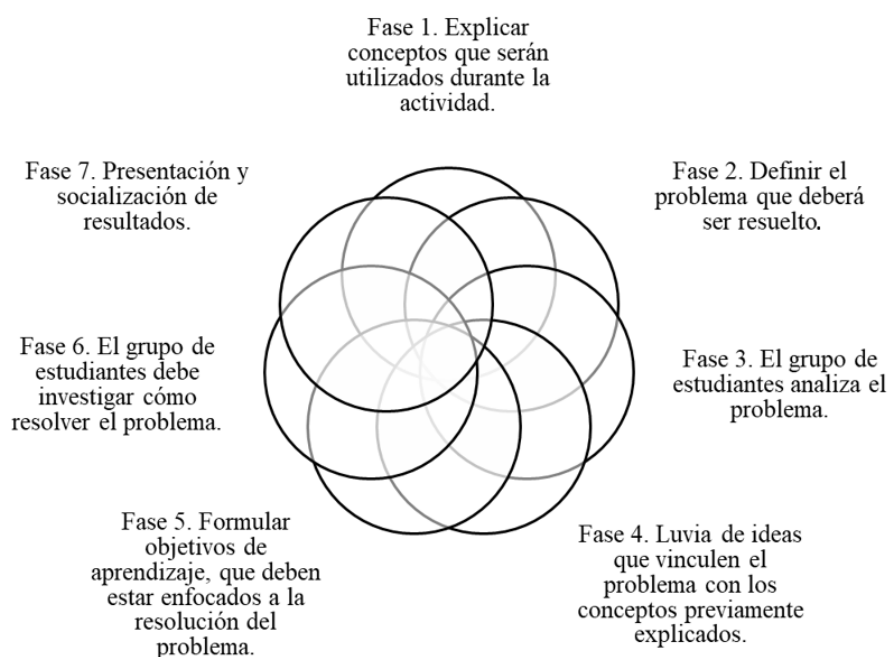 Fase 1. Explicar
conceptos que serán
utilizados durante la
actividad.
Fase 2. Definir el
problema que deberá
ser resuelto.
Fase 3. El grupo de
estudiantes analiza el
problema.
Fase 4. Luvia de ideas
que vinculen el
problema con los
conceptos previamente
explicados.
Fase 5. Formular
objetivos de
aprendizaje, que deben
estar enfocados a la
resolución del
problema.
Fase 6. El grupo de
estudiantes debe
investigar cómo
resolver el problema.
Fase 7. Presentación y
socialización de
resultados.